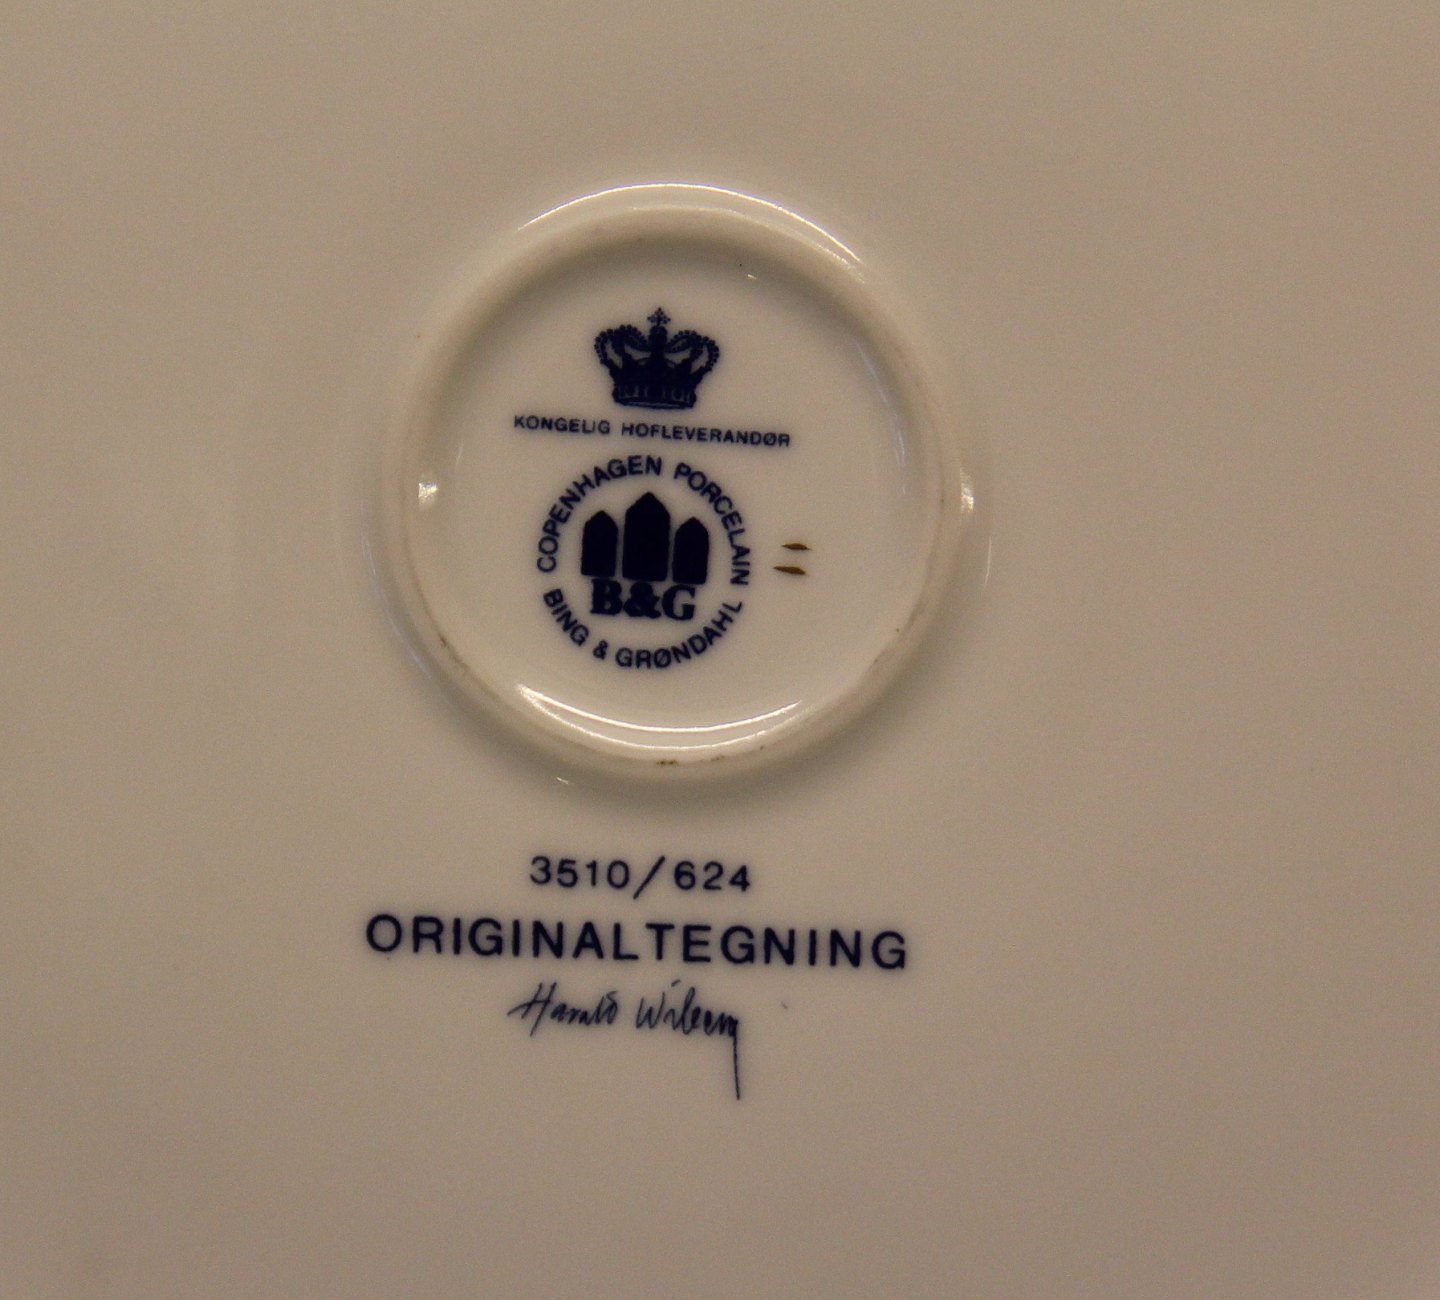 KONGELIG HOFLEVERANDØR
COPENHAGEN PORCELAIN
B&G
BING & GRØNDAHL
3510/624
ORIGINALTEGNING
Harald Wiberg